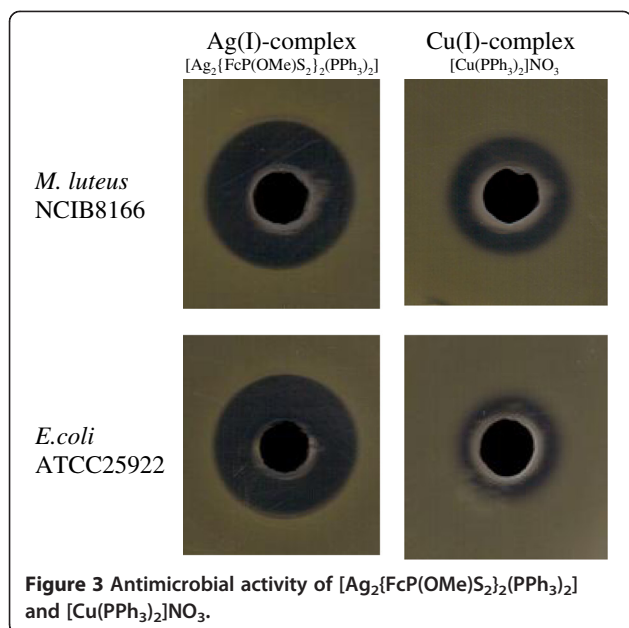 Ag(I)-complex
[Ag₂{FcP(OMe)S₂}₂(PPh₃)₂]
Cu(I)-complex
[Cu(PPh₃)₂]NO₃
M. luteus
NCIB8166
E.coli
ATCC25922
Figure 3 Antimicrobial activity of [Ag₂{FcP(OMe)S₂}₂(PPh₃)₂]
and [Cu(PPh₃)₂]NO₃.